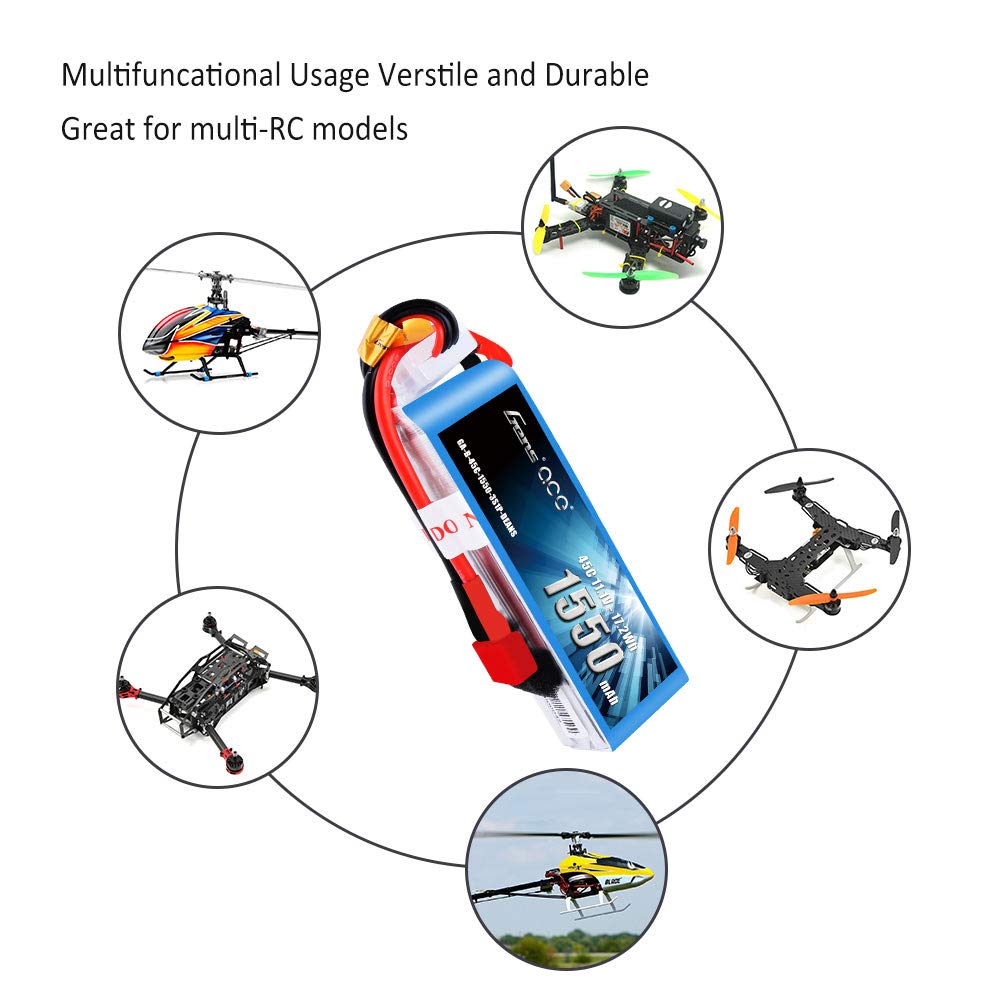 Multifuncational Usage Verstile and Durable
Great for multi-RC models
Gens ace
GA-B-45C-1550-3S1P-DEANS
45C 11.1V 17.2Wh
1550 mAh
DO N
BLADE